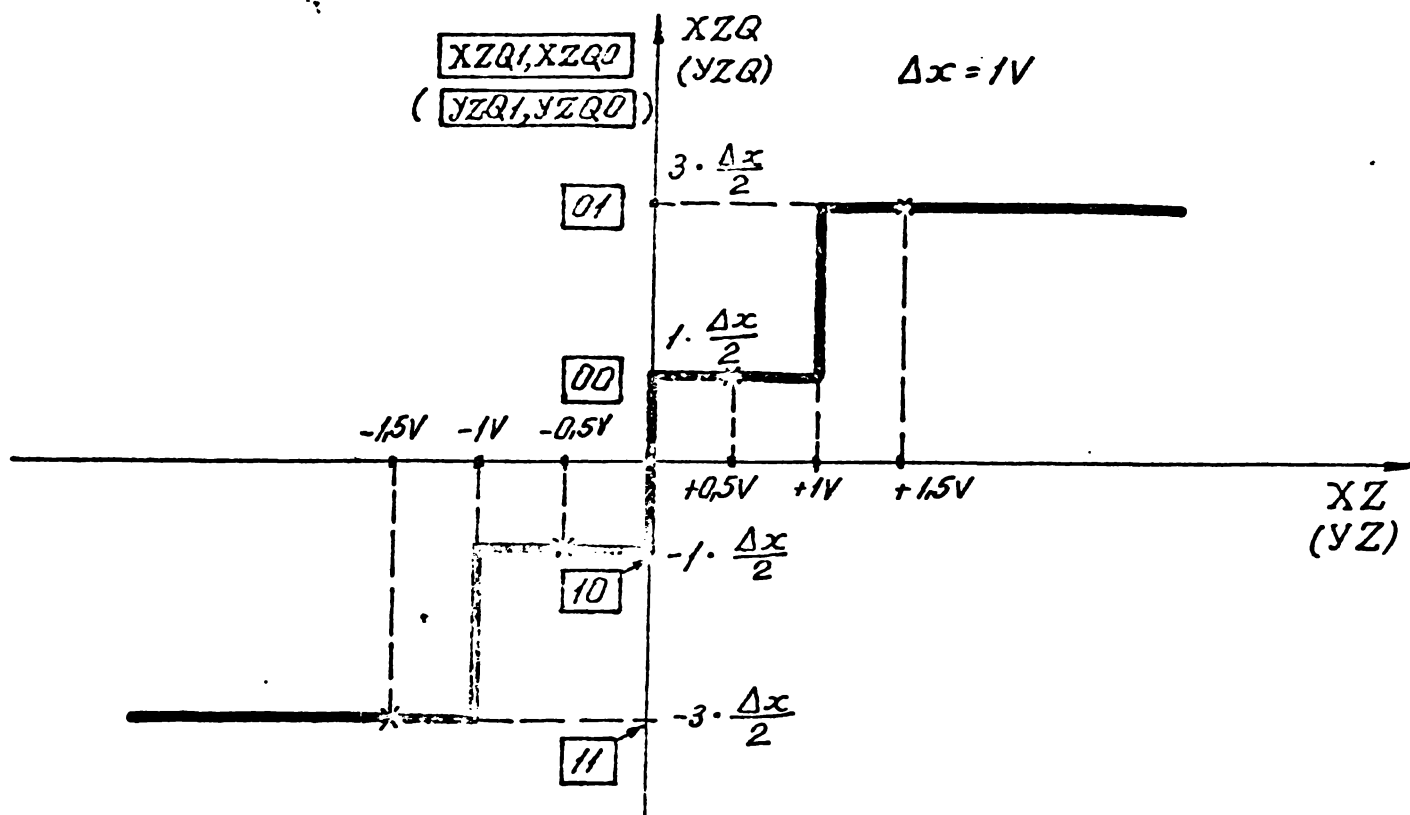 XZQ
(YZQ)
XZQ1, XZQ0
(YZQ1, YZQ0)
Δx = 1V
3 · Δx/2
01
1 · Δx/2
00
-1,5V -1V -0,5V
+0,5V +1V +1,5V
XZ
(YZ)
-1 · Δx/2
10
-3 · Δx/2
11